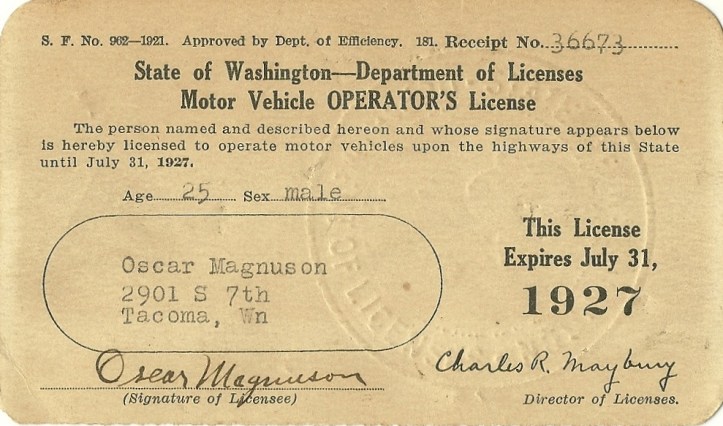 S. F. No. 962—1921. Approved by Dept. of Efficiency. 181. Receipt No. 36673
State of Washington—Department of Licenses
Motor Vehicle OPERATOR'S License
The person named and described hereon and whose signature appears below
is hereby licensed to operate motor vehicles upon the highways of this State
until July 31, 1927.
Age 25 Sex male
Oscar Magnuson
2901 S 7th
Tacoma, Wn
This License
Expires July 31,
1927
Oscar Magnuson
(Signature of Licensee)
Charles R. Maybury
Director of Licenses.